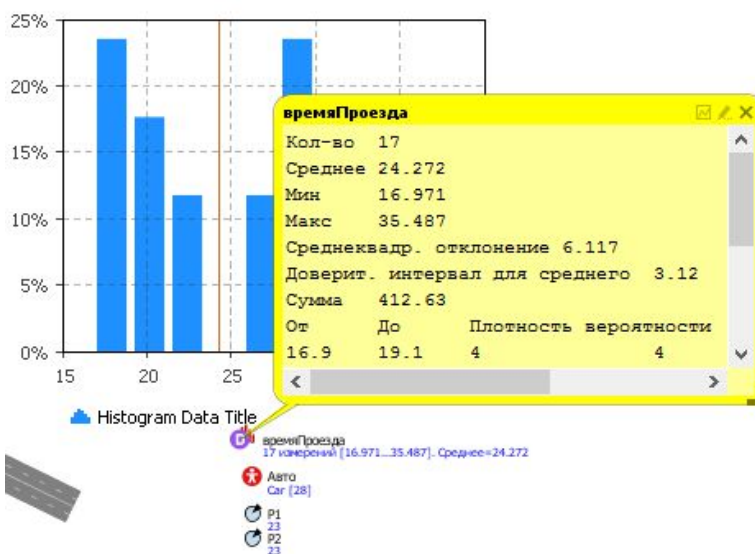 25%
20%
15%
10%
5%
0%
15 20 25
Histogram Data Title
времяПроезда
Кол-во 17
Среднее 24.272
Мин 16.971
Макс 35.487
Среднеквадр. отклонение 6.117
Доверит. интервал для среднего 3.12
Сумма 412.63
От До Плотность вероятности
16.9 19.1 4 4
времяПроезда
17 измерений [16.971...35.487]. Среднее=24.272
Авто
Car [28]
P1
23
P2
23